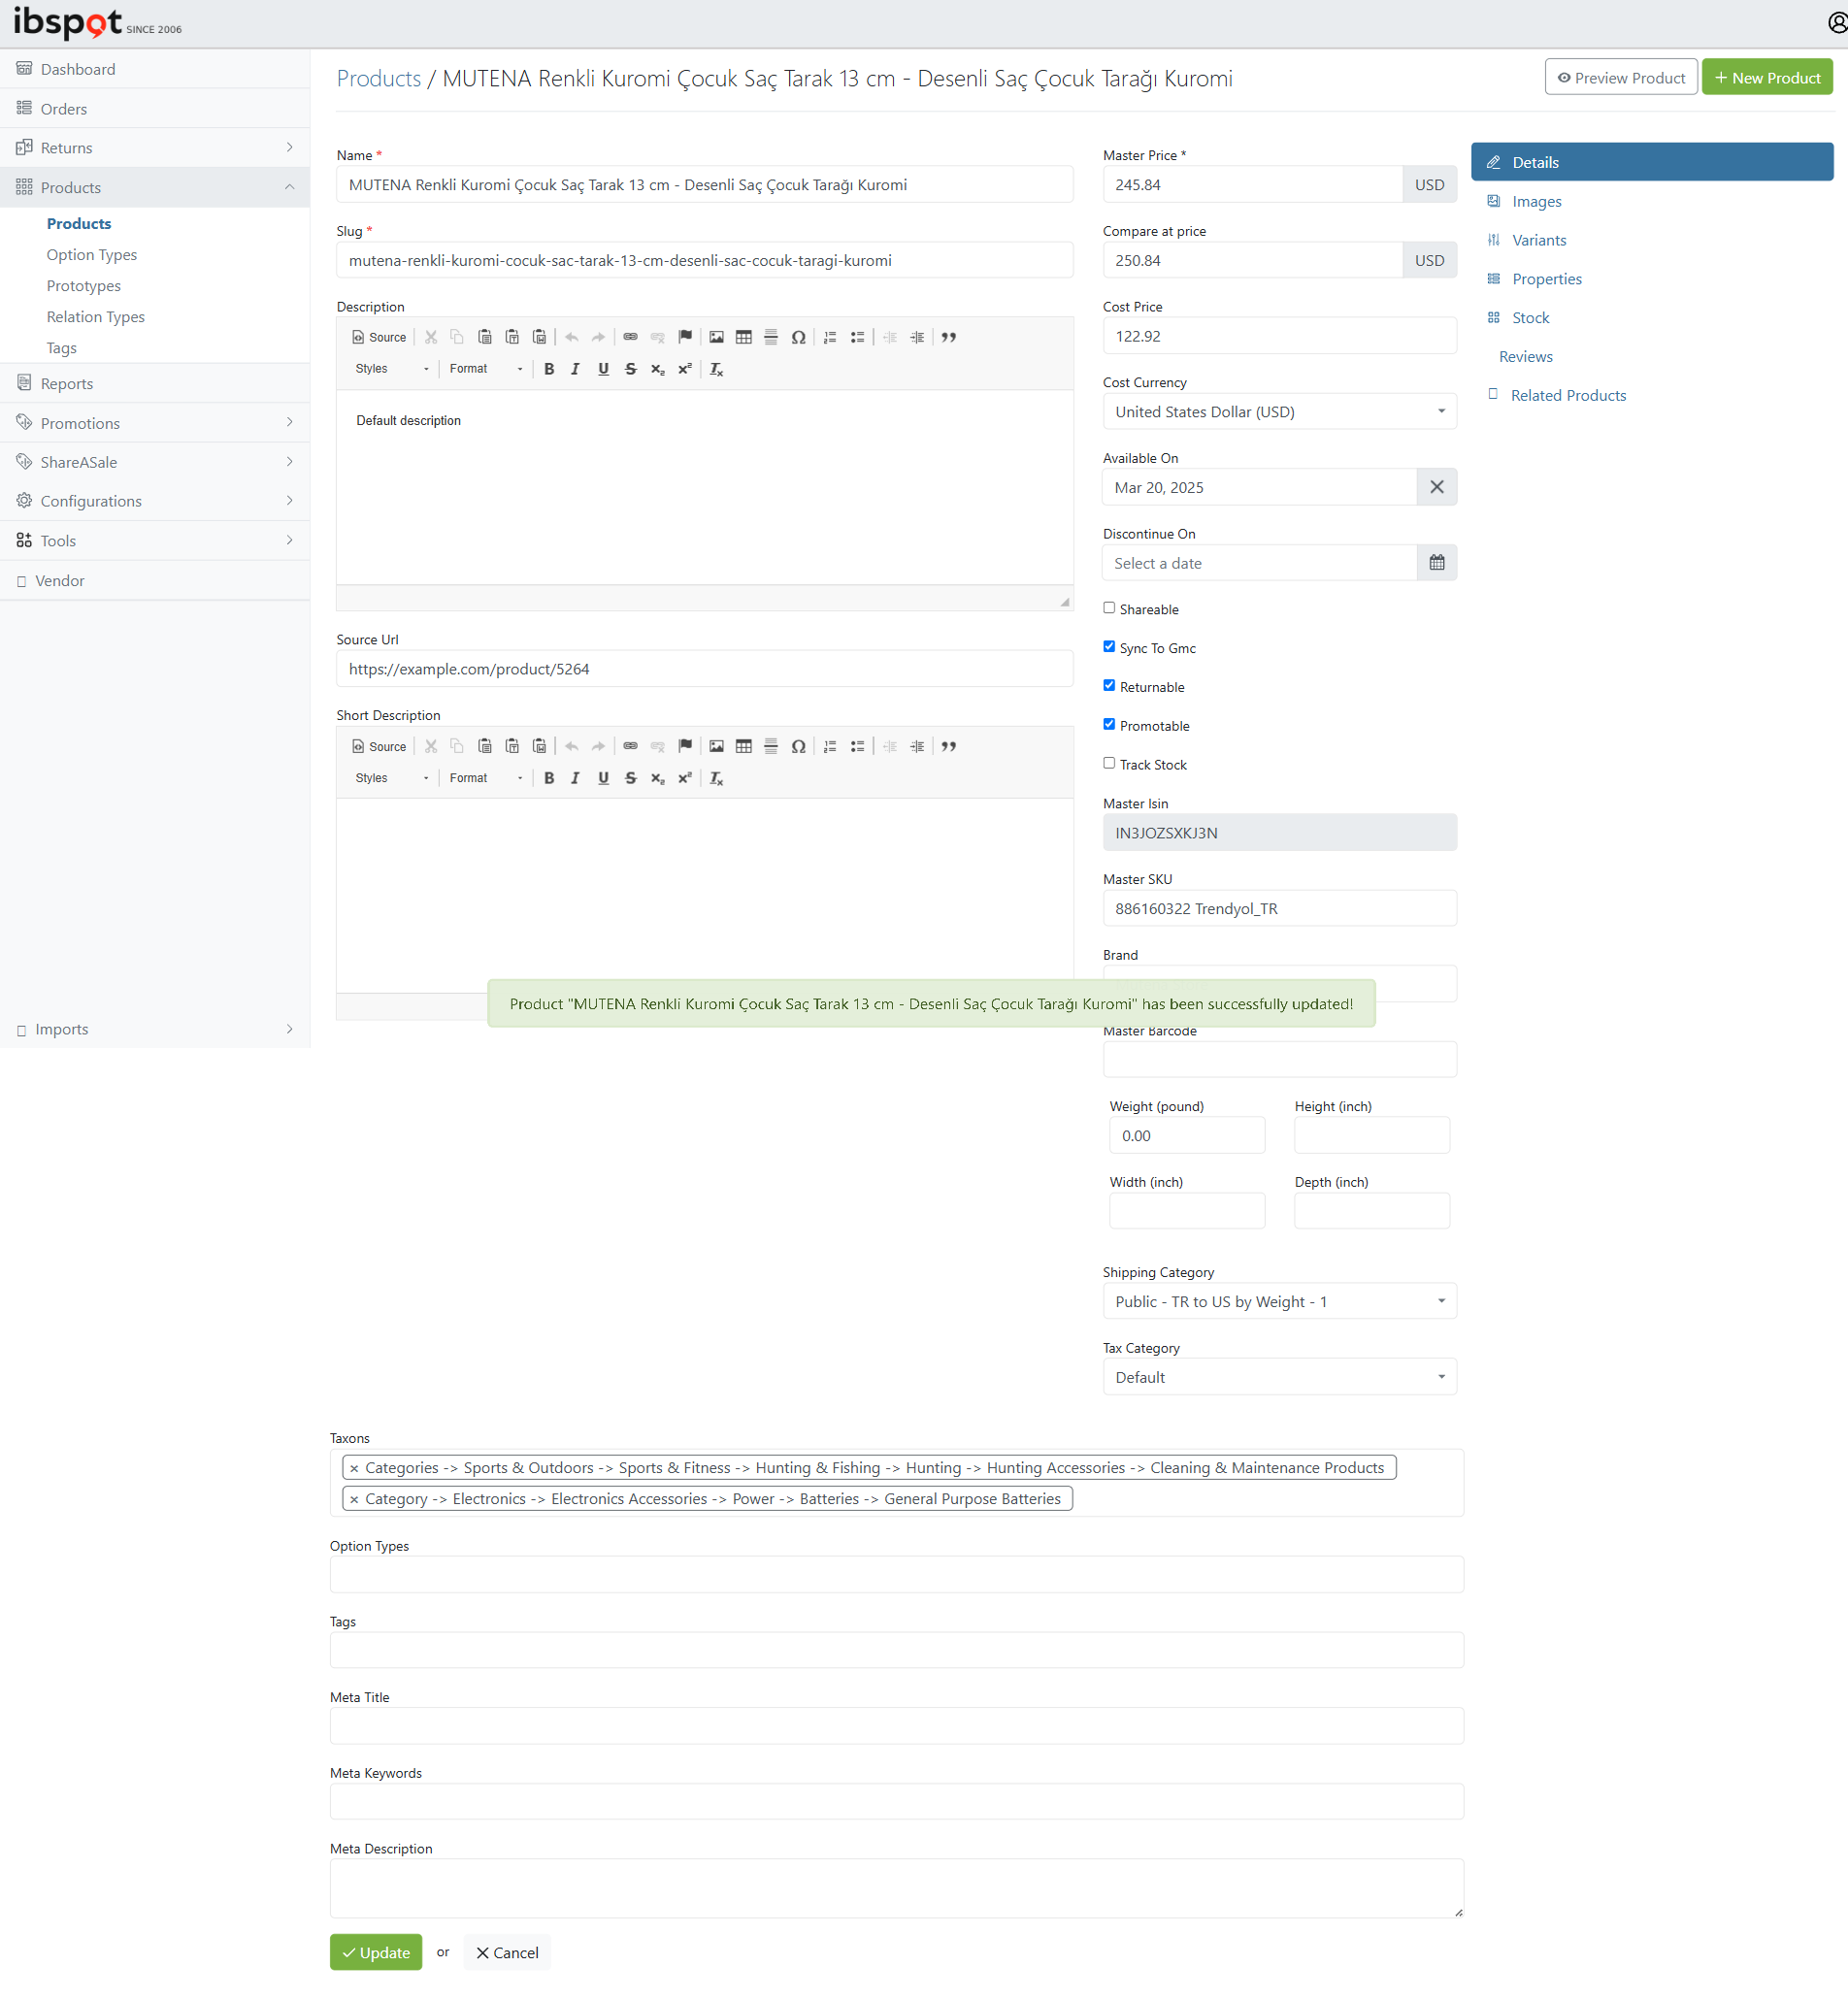 ibspot SINCE 2006
Dashboard
Orders
Returns
Products
Products
Option Types
Prototypes
Relation Types
Tags
Reports
Promotions
ShareASale
Configurations
Tools
Vendor
Imports
Products / MUTENA Renkli Kuromi Çocuk Saç Tarak 13 cm - Desenli Saç Çocuk Tarağı Kuromi
Preview Product
+ New Product
Name *
MUTENA Renkli Kuromi Çocuk Saç Tarak 13 cm - Desenli Saç Çocuk Tarağı Kuromi
Slug *
mutena-renkli-kuromi-cocuk-sac-tarak-13-cm-desenli-sac-cocuk-taragi-kuromi
Description
Source
Styles Format B I U S x₂ x² Tx
Default description
Source Url
https://example.com/product/5264
Short Description
Source
Styles Format B I U S x₂ x² Tx
Master Price *
245.84 USD
Compare at price
250.84 USD
Cost Price
122.92
Cost Currency
United States Dollar (USD)
Available On
Mar 20, 2025
Discontinue On
Select a date
Shareable
Sync To Gmc
Returnable
Promotable
Track Stock
Master Isin
IN3JOZSXKJ3N
Master SKU
886160322 Trendyol_TR
Brand
Product "MUTENA Renkli Kuromi Çocuk Saç Tarak 13 cm - Desenli Saç Çocuk Tarağı Kuromi" has been successfully updated!
Master Barcode
Weight (pound) Height (inch)
0.00
Width (inch) Depth (inch)
Shipping Category
Public - TR to US by Weight - 1
Tax Category
Default
Details
Images
Variants
Properties
Stock
Reviews
Related Products
Taxons
× Categories -> Sports & Outdoors -> Sports & Fitness -> Hunting & Fishing -> Hunting -> Hunting Accessories -> Cleaning & Maintenance Products
× Category -> Electronics -> Electronics Accessories -> Power -> Batteries -> General Purpose Batteries
Option Types
Tags
Meta Title
Meta Keywords
Meta Description
Update or Cancel